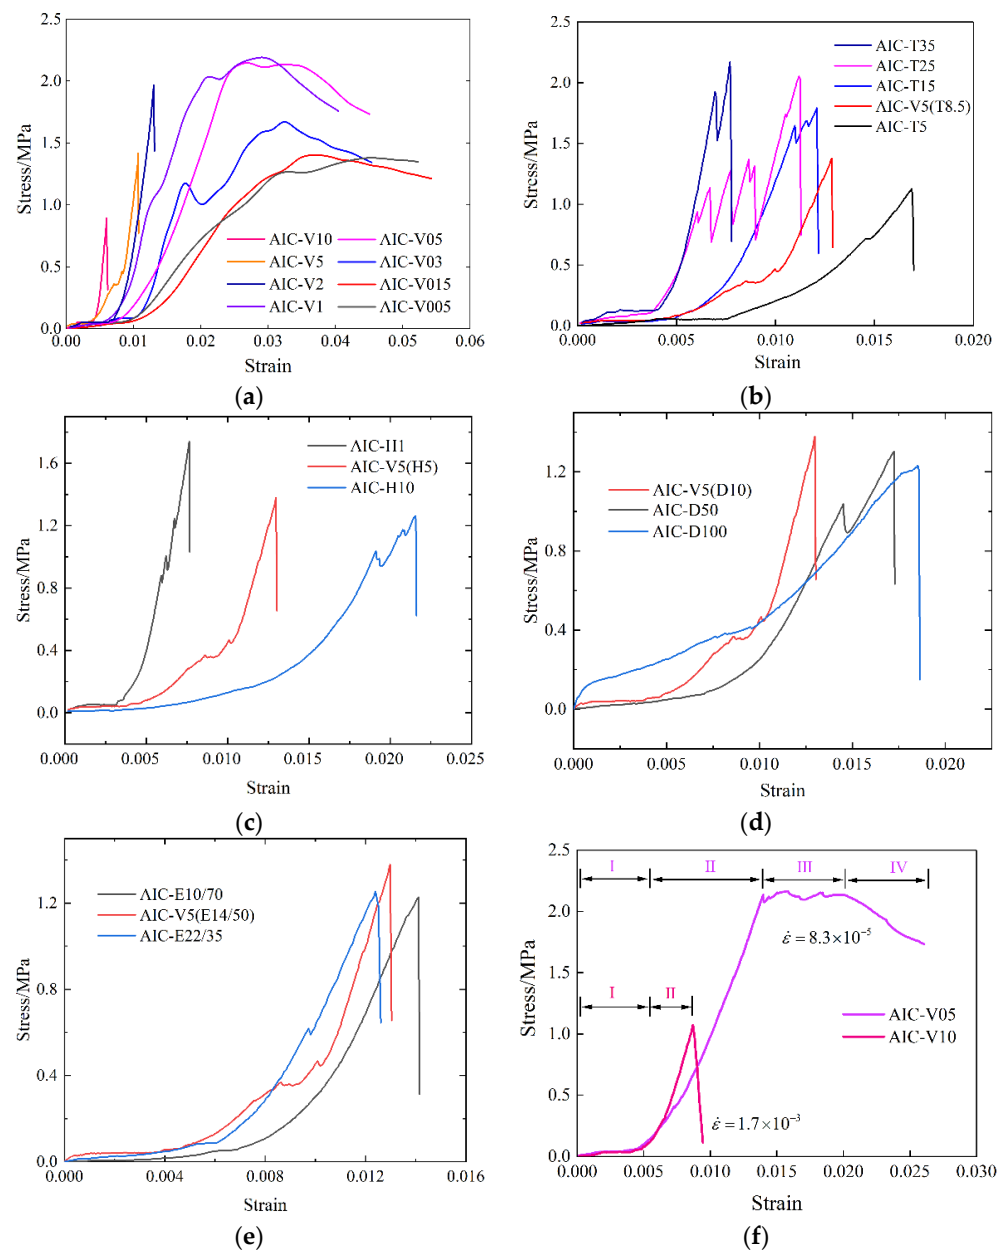 2.5
2.0
1.5
1.0
0.5
0.0
Stress/MPa
AIC-V10
AIC-V5
AIC-V2
AIC-V1
AIC-V05
AIC-V03
AIC-V015
AIC-V005
0.00 0.01 0.02 0.03 0.04 0.05 0.06
Strain
(a)
2.5
2.0
1.5
1.0
0.5
0.0
Stress/MPa
AIC-T35
AIC-T25
AIC-T15
AIC-V5(T8.5)
AIC-T5
0.000 0.005 0.010 0.015 0.020
Strain
(b)
1.6
1.2
0.8
0.4
0.0
Stress/MPa
AIC-H1
AIC-V5(H5)
AIC-H10
0.000 0.005 0.010 0.015 0.020 0.025
Strain
(c)
1.2
0.9
0.6
0.3
0.0
Stress/MPa
AIC-V5(D10)
AIC-D50
AIC-D100
0.000 0.005 0.010 0.015 0.020
Strain
(d)
1.2
0.8
0.4
0.0
Stress/MPa
AIC-E10/70
AIC-V5(E14/50)
AIC-E22/35
0.000 0.004 0.008 0.012 0.016
Strain
(e)
2.5
2.0
1.5
1.0
0.5
0.0
Stress/MPa
I II III IV
ε̇ = 8.3×10⁻⁵
I II
AIC-V05
AIC-V10
ε̇ = 1.7×10⁻³
0.000 0.005 0.010 0.015 0.020 0.025 0.030
Strain
(f)